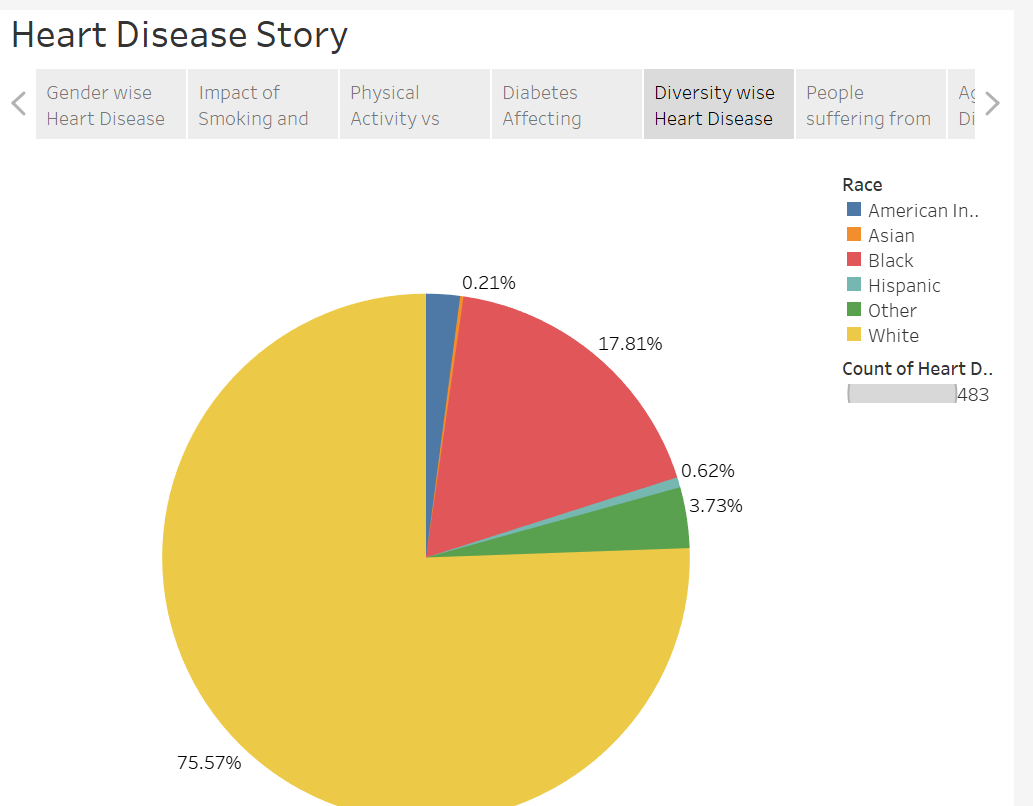 Heart Disease Story
Gender wise
Heart Disease
Impact of
Smoking and
Physical
Activity vs
Diabetes
Affecting
Diversity wise
Heart Disease
People
suffering from
Di
Race
American In..
Asian
Black
Hispanic
Other
White
Count of Heart D..
483
0.21%
17.81%
0.62%
3.73%
75.57%